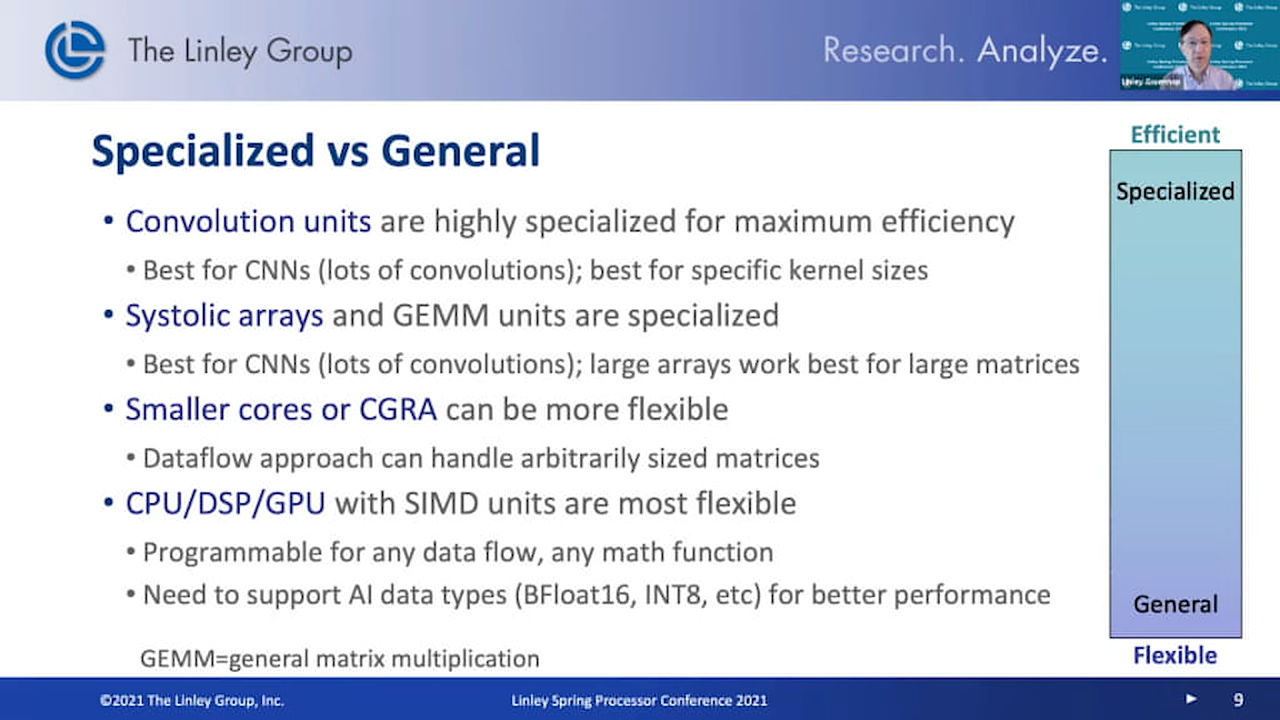 The Linley Group
Research. Analyze.
Specialized vs General
• Convolution units are highly specialized for maximum efficiency
• Best for CNNs (lots of convolutions); best for specific kernel sizes
• Systolic arrays and GEMM units are specialized
• Best for CNNs (lots of convolutions); large arrays work best for large matrices
• Smaller cores or CGRA can be more flexible
• Dataflow approach can handle arbitrarily sized matrices
• CPU/DSP/GPU with SIMD units are most flexible
• Programmable for any data flow, any math function
• Need to support AI data types (BFloat16, INT8, etc) for better performance
GEMM=general matrix multiplication
Efficient
Specialized
General
Flexible
©2021 The Linley Group, Inc.
Linley Spring Processor Conference 2021
9